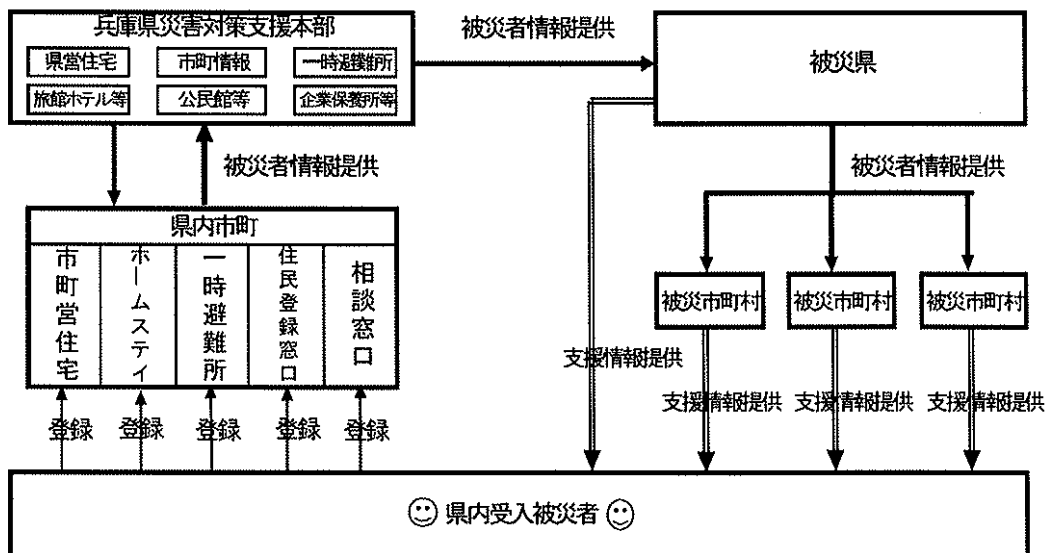 兵庫県災害対策支援本部
県営住宅
市町情報
一時避難所
旅館ホテル等
公民館等
企業保養所等
被災者情報提供
被災県
被災者情報提供
被災者情報提供
県内市町
市町営住宅
ホームステイ
一時避難所
住民登録窓口
相談窓口
被災市町村
被災市町村
被災市町村
支援情報提供
支援情報提供
支援情報提供
支援情報提供
登録
登録
登録
登録
登録
県内受入被災者